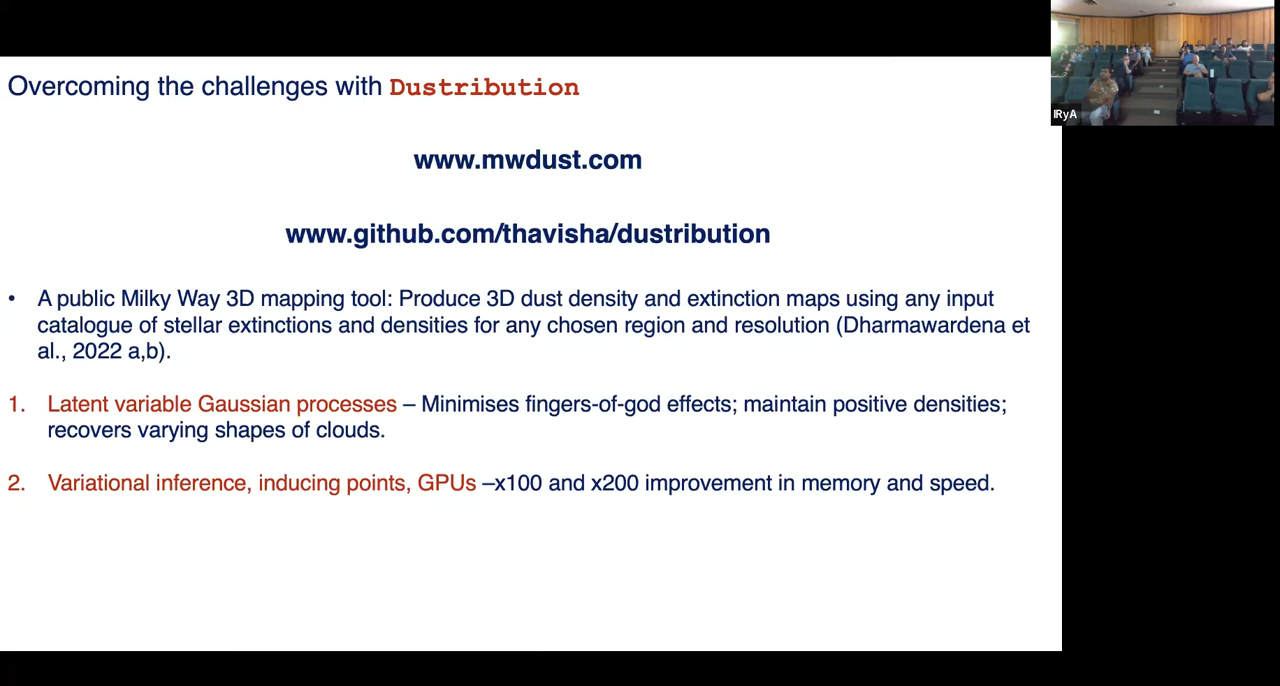 Overcoming the challenges with Dustribution
IRyA
www.mwdust.com
www.github.com/thavisha/dustribution
• A public Milky Way 3D mapping tool: Produce 3D dust density and extinction maps using any input
catalogue of stellar extinctions and densities for any chosen region and resolution (Dharmawardena et
al., 2022 a,b).
1. Latent variable Gaussian processes – Minimises fingers-of-god effects; maintain positive densities;
recovers varying shapes of clouds.
2. Variational inference, inducing points, GPUs –x100 and x200 improvement in memory and speed.